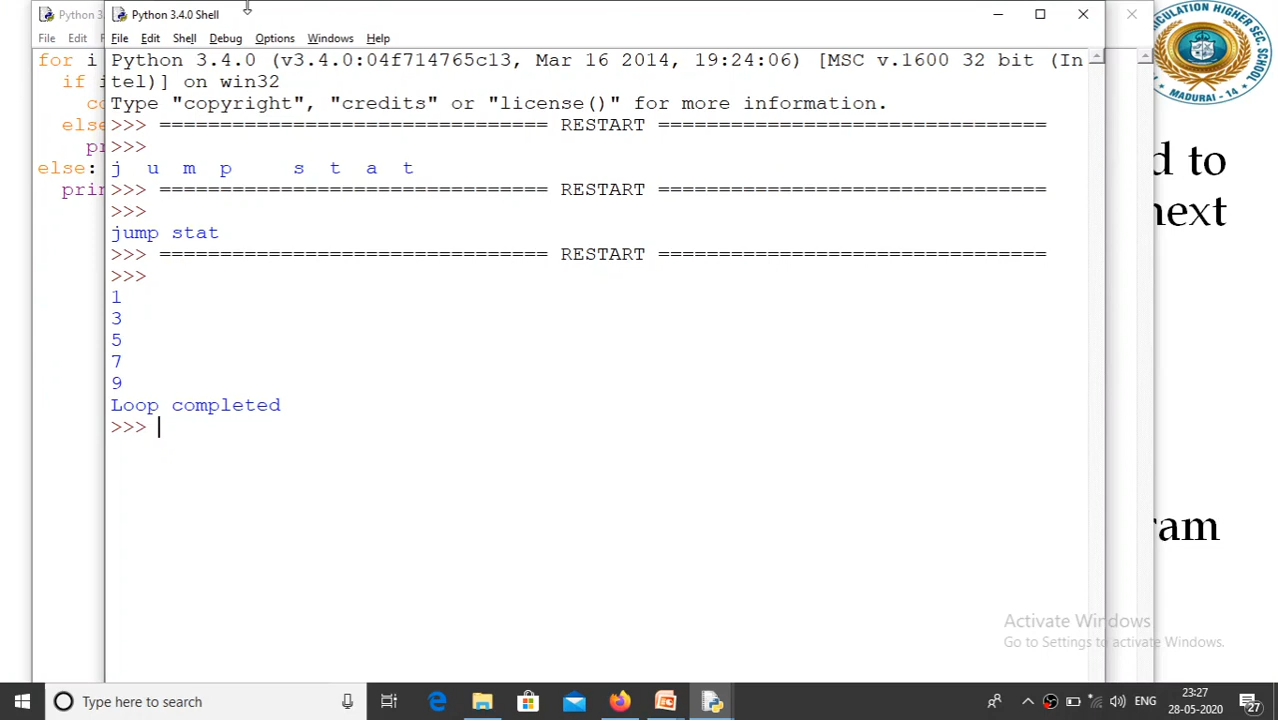 Python 3.
Python 3.4.0 Shell
File Edit
File Edit Shell Debug Options Windows Help
for i
if i
co
else
pr
else:
prin
Python 3.4.0 (v3.4.0:04f714765c13, Mar 16 2014, 19:24:06) [MSC v.1600 32 bit (In
tel)] on win32
Type "copyright", "credits" or "license()" for more information.
>>> ================================ RESTART ================================
>>>
j u m p   s t a t
>>> ================================ RESTART ================================
>>>
jump stat
>>> ================================ RESTART ================================
>>>
1
3
5
7
9
Loop completed
>>>
MADURAI - 14
d to
next
ram
Activate Windows
Go to Settings to activate Windows.
Type here to search
ENG
23:27
28-05-2020
27